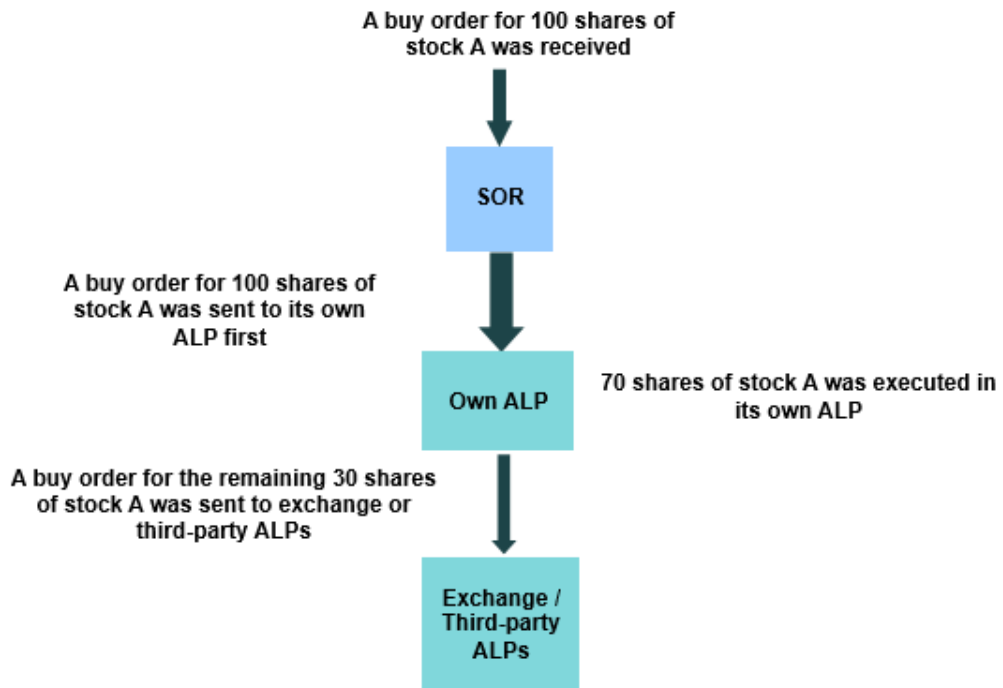 A buy order for 100 shares of
stock A was received
SOR
A buy order for 100 shares of
stock A was sent to its own
ALP first
Own ALP
70 shares of stock A was executed in
its own ALP
A buy order for the remaining 30 shares
of stock A was sent to exchange or
third-party ALPs
Exchange /
Third-party
ALPs